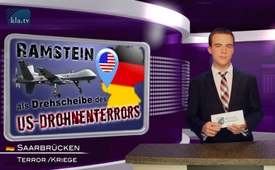 kla.tv
RAMSTEIN
als Drehscheibe des
US-DROHNENTERRORS
SAARBRÜCKEN
TERROR /KRIEGE